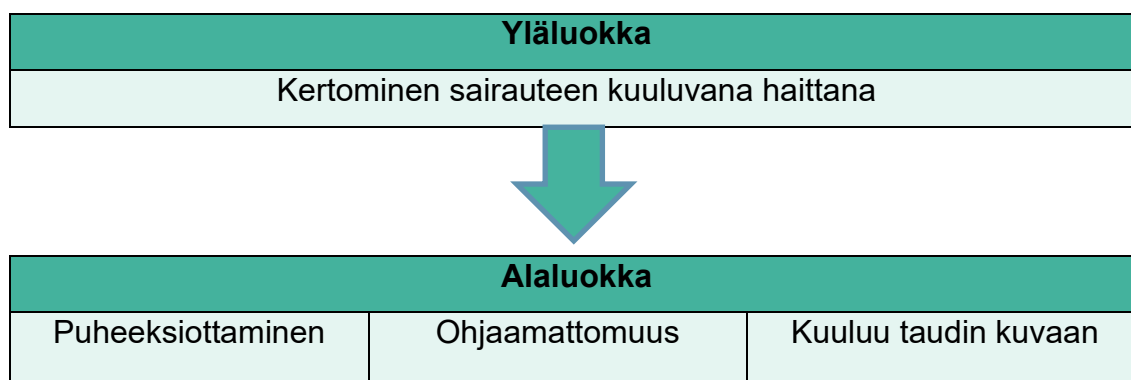 Yläluokka
Kertominen sairauteen kuuluvana haittana
Alaluokka
Puheeksiottaminen
Ohjaamattomuus
Kuuluu taudin kuvaan